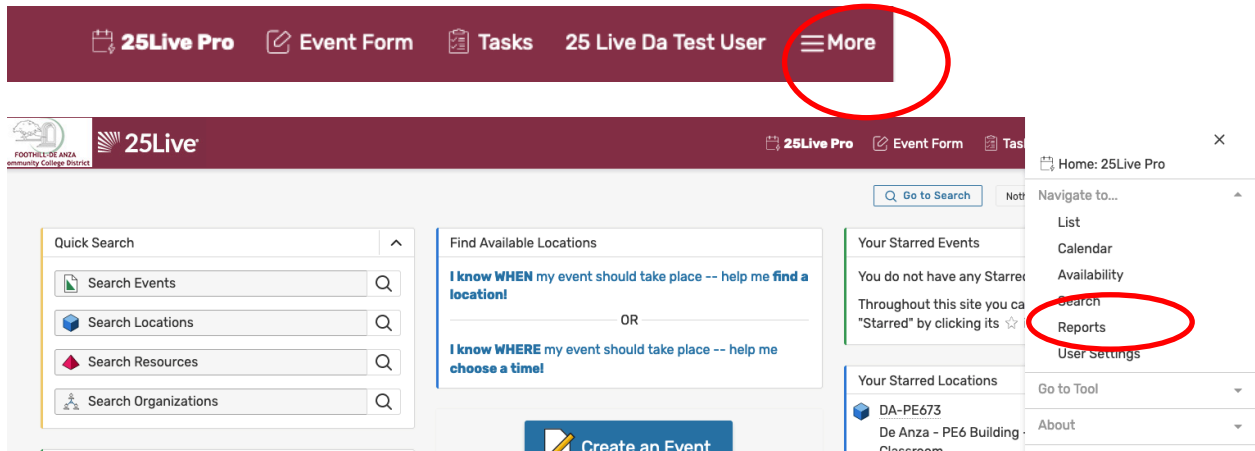 25Live Pro Event Form Tasks 25 Live Da Test User More
FOOTHILL-DE ANZA
ommunity College District
25Live
25Live Pro Event Form Tas
Home: 25Live Pro
Go to Search Noth
Navigate to...
List
Calendar
Availability
Search
Reports
User Settings
Go to Tool
About
Quick Search
Search Events
Search Locations
Search Resources
Search Organizations
Find Available Locations
I know WHEN my event should take place -- help me find a
location!
OR
I know WHERE my event should take place -- help me
choose a time!
Create an Event
Your Starred Events
You do not have any Starred
Throughout this site you ca
"Starred" by clicking its
Your Starred Locations
DA-PE673
De Anza - PE6 Building -
Classroom